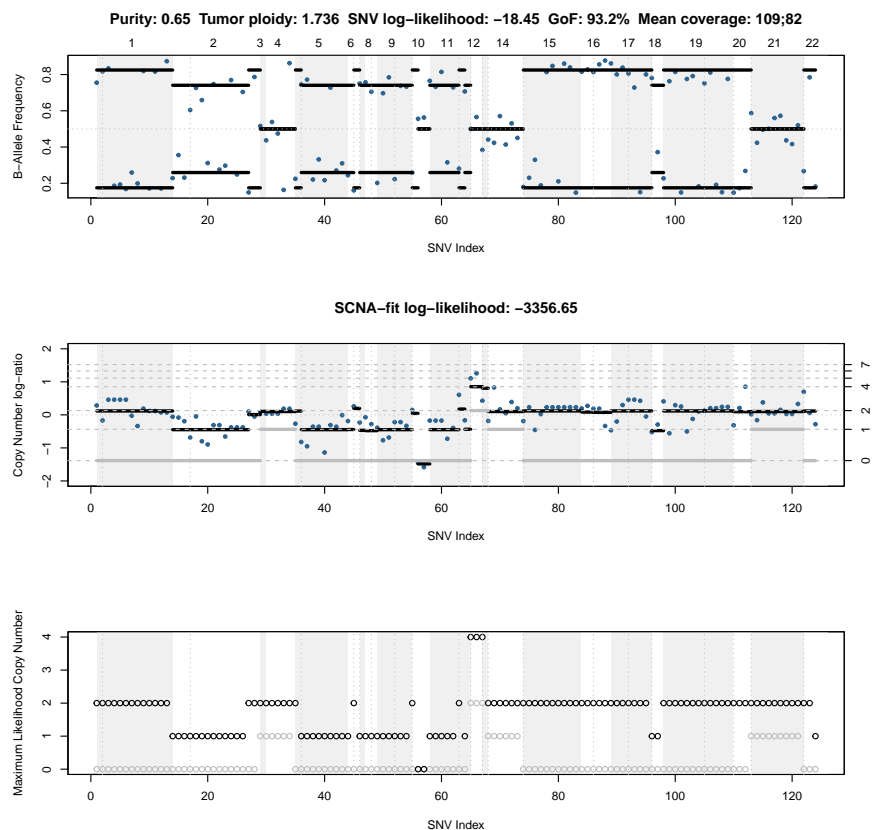 Purity: 0.65 Tumor ploidy: 1.736 SNV log−likelihood: −18.45 GoF: 93.2% Mean coverage: 109;82
1 2 3 4 5 6 8 9 10 11 12 14 15 16 17 18 19 20 21 22
B−Allele Frequency
0.8
0.6
0.4
0.2
0 20 40 60 80 100 120
SNV Index
SCNA−fit log−likelihood: −3356.65
Copy Number log−ratio
2
1
0
−1
−2
7
4
2
1
0
0 20 40 60 80 100 120
SNV Index
Maximum Likelihood Copy Number
4
3
2
1
0
0 20 40 60 80 100 120
SNV Index